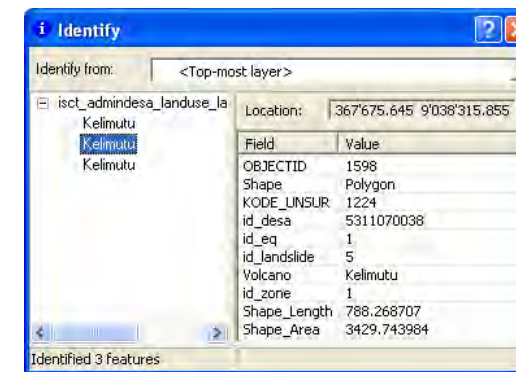 Identify
Identify from: <Top-most layer>
isct_admindesa_landuse_la
Kelimutu
Kelimutu
Kelimutu
Location: 367'675.645 9'038'315.855
Field Value
OBJECTID 1598
Shape Polygon
KODE_UNSUR 1224
id_desa 5311070038
id_eq 1
id_landslide 5
Volcano Kelimutu
id_zone 1
Shape_Length 788.268707
Shape_Area 3429.743984
Identified 3 features